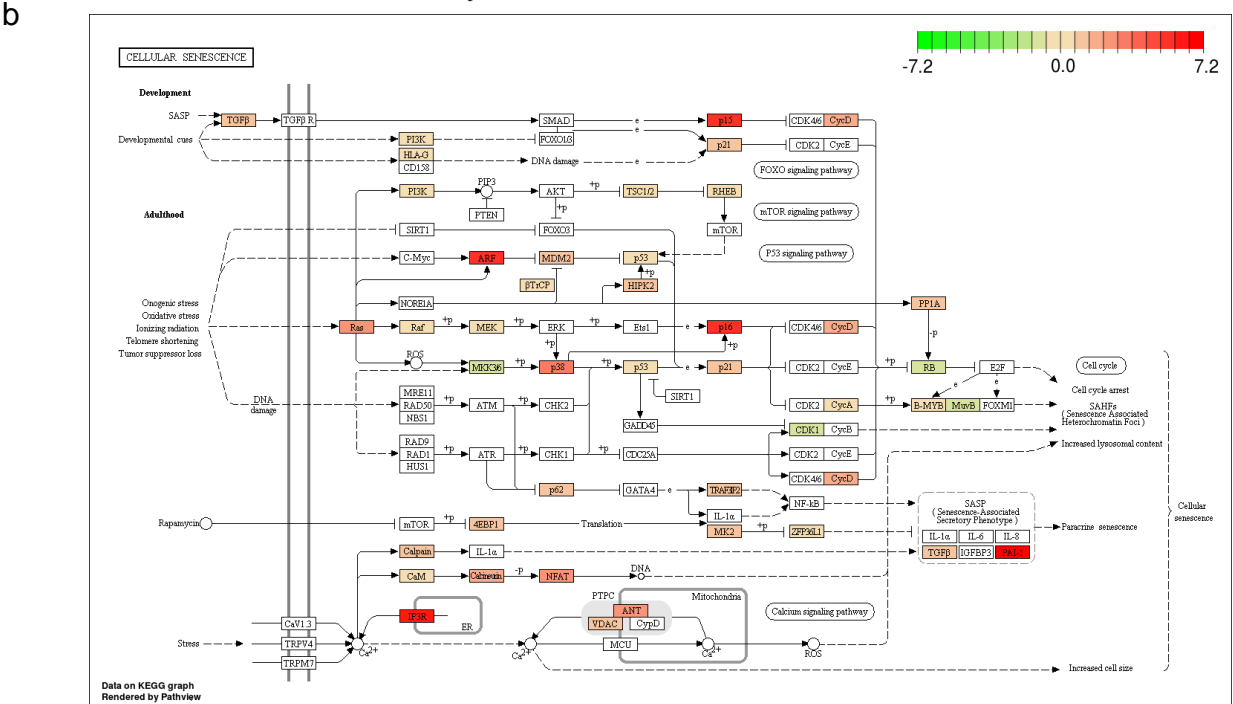 b
CELLULAR SENESCENCE
-7.2 0.0 7.2
Development
SASP TGFβ TGFβ R SMAD e p15 CDK4/6 CycD
e
Developmental cues PI3K FOXO1/3 p21 CDK2 CycE
HLA-G DNA damage e
CD158
FOXO signaling pathway
PIP3
PI3K AKT +p TSC1/2 RHEB
PTEN +p
mTOR signaling pathway
Adulthood
SIRT1 FOXO3 mTOR
P53 signaling pathway
C-Myc ARF MDM2 p53
+p
βTrCP HIPK2
Onogenic stress NORE1A PP1A
Oxidative stress
Ionizing radiation Ras Raf +p MEK +p ERK +p Ets1 e p16 CDK4/6 CycD -p
Telomere shortening +p +p
Tumor suppressor loss
ROS
MKK3/6 +p p38 +p p53 e p21 CDK2 CycE +p RB E2F Cell cycle
e e
SIRT1
Cell cycle arrest
DNA
damage
MRE11
RAD50 ATM +p CHK2 CDK2 CycA +p B-MYB MuvB FOXM1 SAHFs
NBS1
( Senescence Associated
Heterochromatin Foci )
GADD45 CDK1 CycB
RAD9
RAD1 +p ATR +p CHK1 +p CDC25A CDK2 CycE
HUS1
Increased lysosomal content
CDK4/6 CycD
p62 GATA4 e TRAF3IP2
NF-kB
IL-1α
SASP
( Senescence-Associated
Secretory Phenotype )
Cellular
senescence
Rapamycin mTOR +p 4EBP1 Translation MK2 +p ZFP36L1
Paracrine senescence
IL-1α IL-6 IL-8
TGFβ IGFBP3 PAI-1
Calpain IL-1α
CaM Calcineurin -p NFAT DNA
PTPC Mitochondria
IP3R ER
ANT
VDAC CypD
Calcium signaling pathway
CaV1.3
Stress TRPV4 Ca2+ Ca2+ MCU Ca2+ ROS
TRPM7
Increased cell size
Data on KEGG graph
Rendered by Pathview